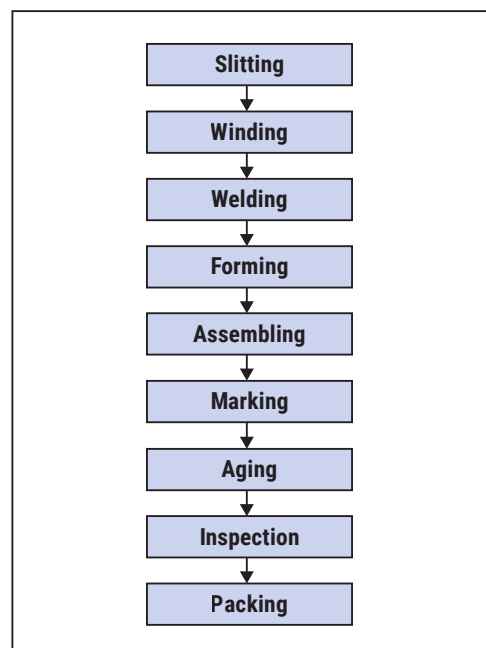 Slitting
Winding
Welding
Forming
Assembling
Marking
Aging
Inspection
Packing